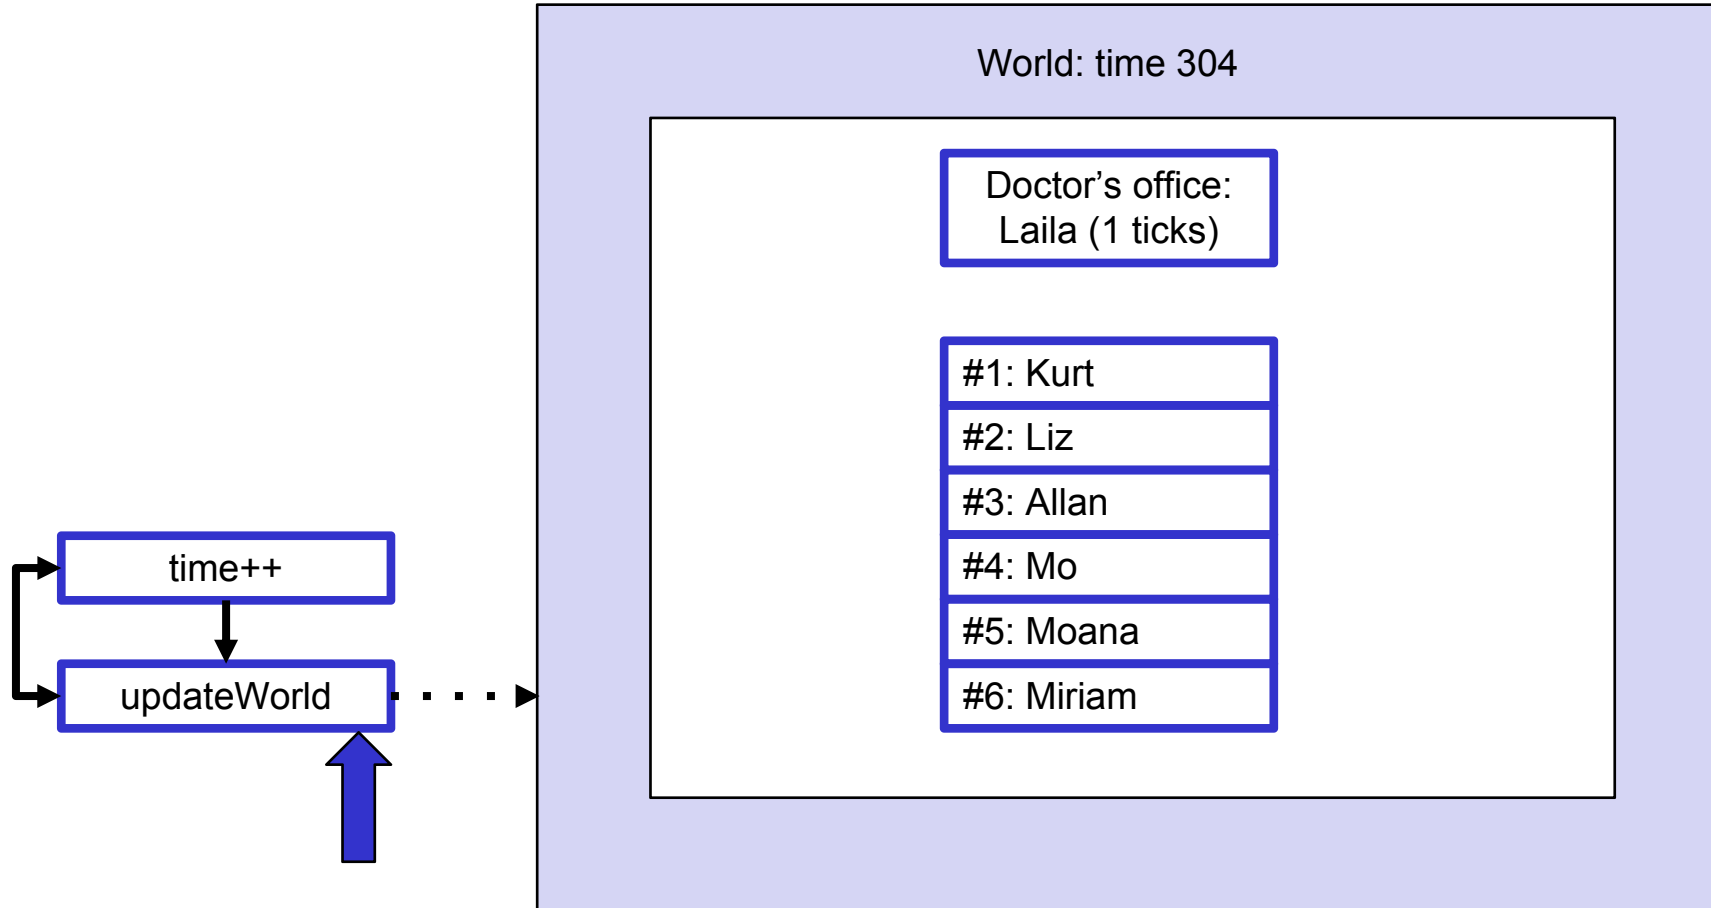 World: time 304
Doctor’s office:
Laila (1 ticks)
#1: Kurt
#2: Liz
#3: Allan
#4: Mo
#5: Moana
#6: Miriam
time++
updateWorld